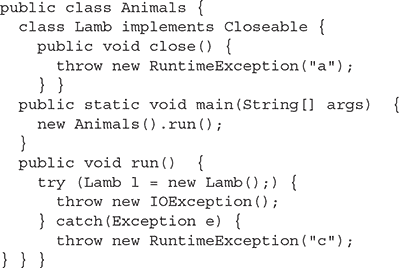 public class Animals {
  class Lamb implements Closeable {
    public void close() {
      throw new RuntimeException("a");
    } }
  public static void main(String[] args)  {
    new Animals().run();
  }
  public void run()  {
    try (Lamb l = new Lamb();) {
      throw new IOException();
    } catch(Exception e) {
      throw new RuntimeException("c");
} } }